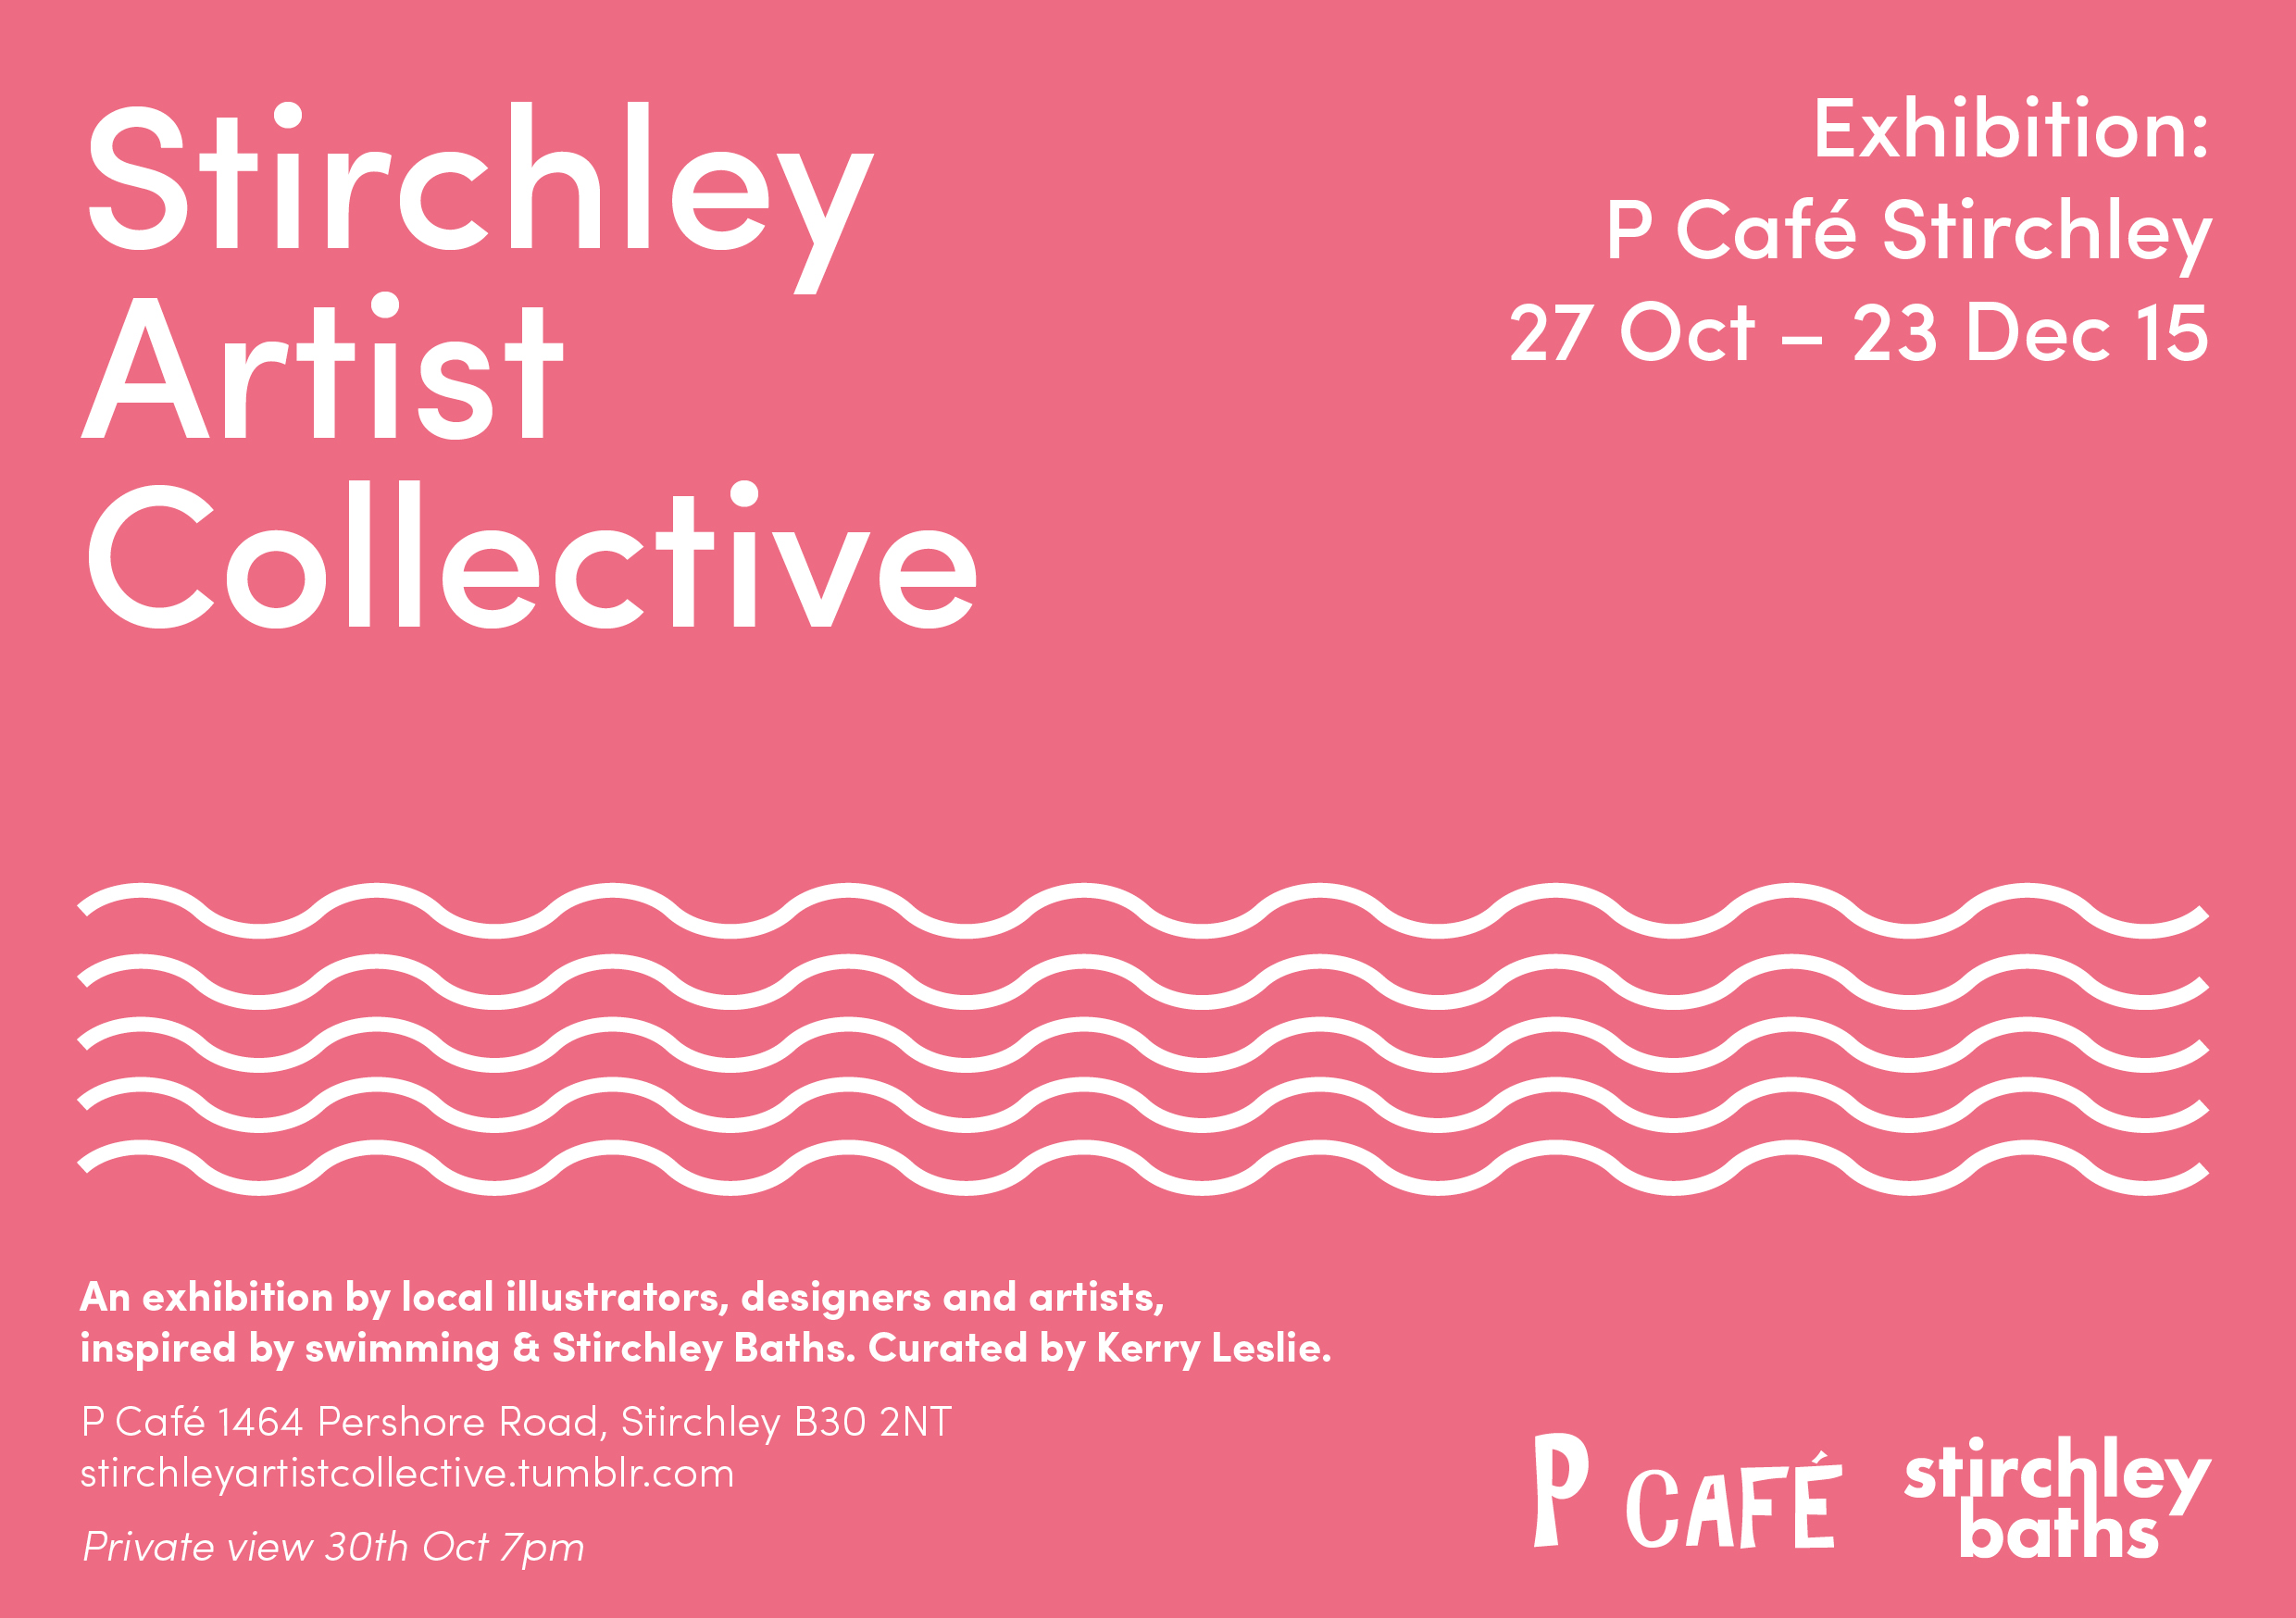 Stirchley
Artist
Collective
Exhibition:
P Café Stirchley
27 Oct – 23 Dec 15
An exhibition by local illustrators, designers and artists,
inspired by swimming & Stirchley Baths. Curated by Kerry Leslie.
P Café 1464 Pershore Road, Stirchley B30 2NT
stirchleyartistcollective.tumblr.com
Private view 30th Oct 7pm
P CAFÉ
stirchley
baths